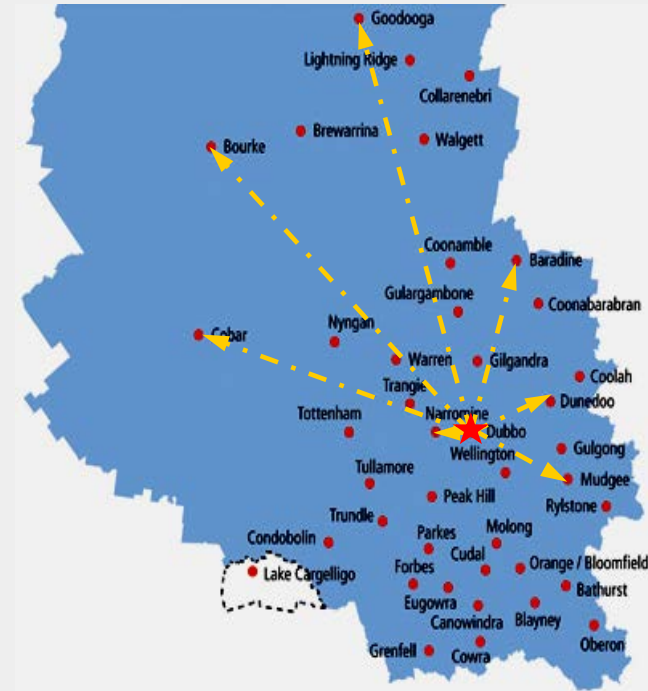 Goodooga
Lightning Ridge
Collarenebri
Brewarrina
Walgett
Bourke
Coonamble
Baradine
Gulargambone
Coonabarabran
Cobar
Nyngan
Warren
Gilgandra
Coolah
Trangie
Dunedoo
Narromine
Tottenham
Dubbo
Wellington
Gulgong
Tullamore
Mudgee
Peak Hill
Rylstone
Trundle
Condobolin
Parkes
Molong
Cudal
Orange / Bloomfield
Lake Cargelligo
Forbes
Bathurst
Eugowra
Canowindra
Blayney
Oberon
Grenfell
Cowra